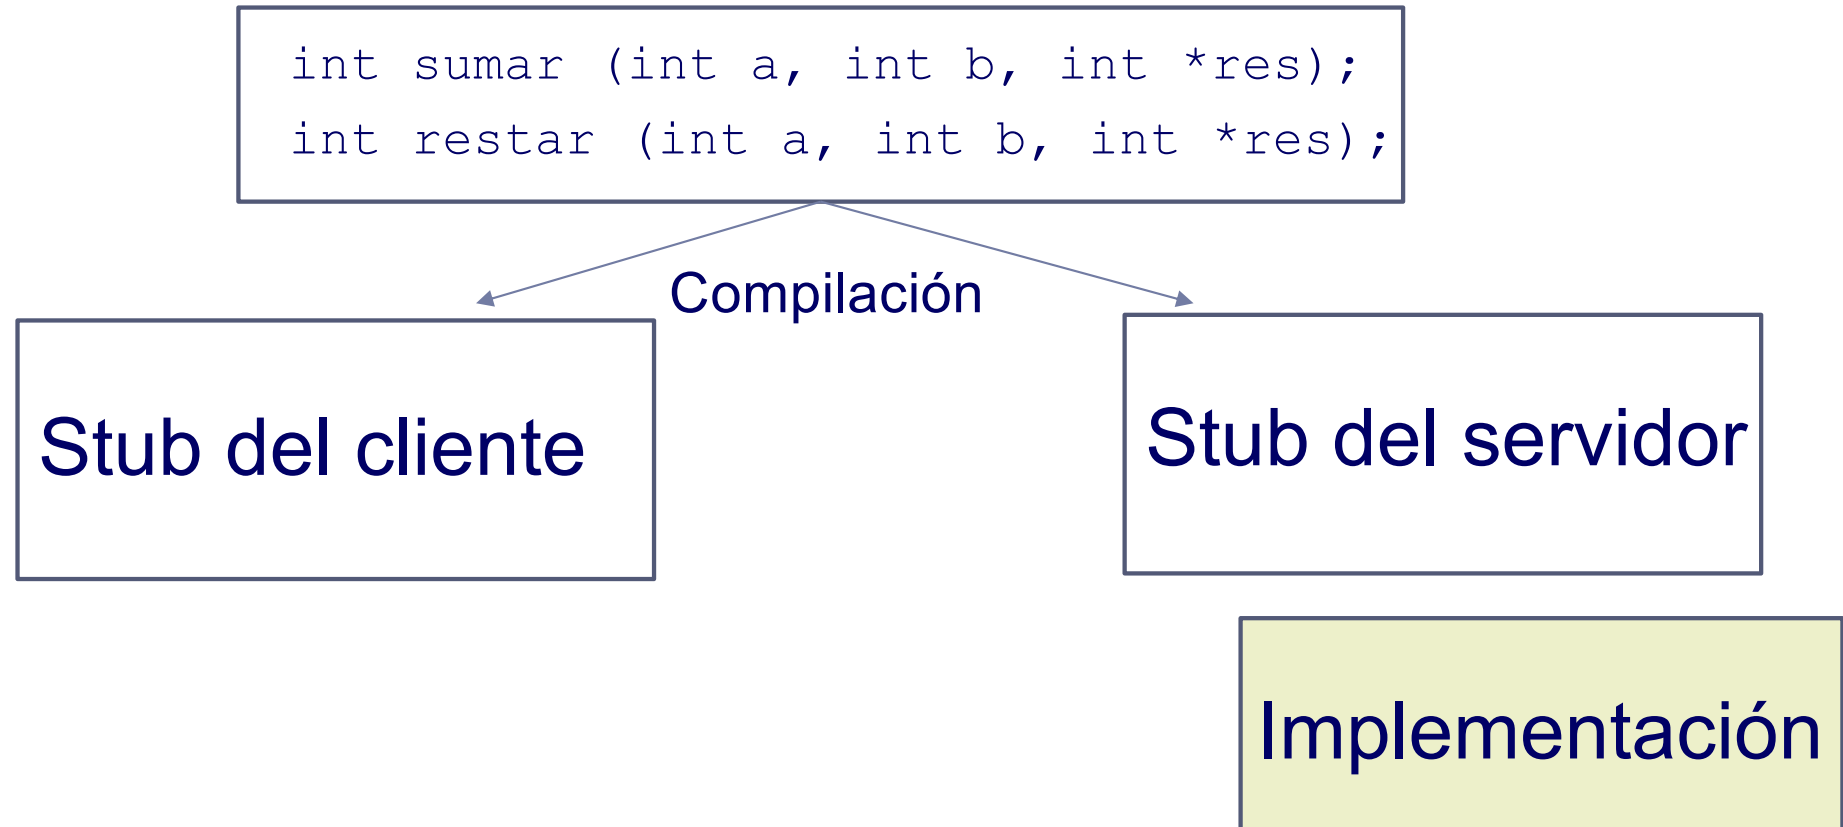 int sumar (int a, int b, int *res);
int restar (int a, int b, int *res);
Compilación
Stub del cliente
Stub del servidor
Implementación